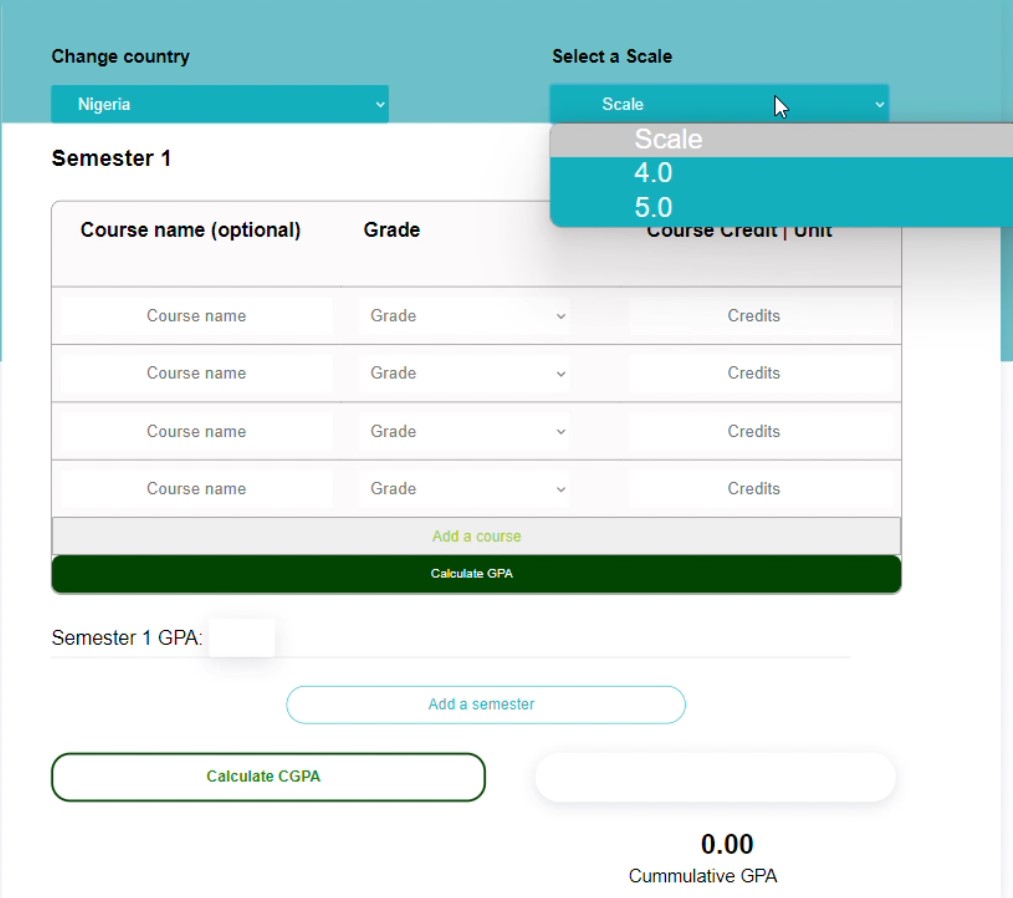 Change country
Select a Scale
Nigeria
Scale
Scale
4.0
5.0
Semester 1
Course name (optional) Grade Course Credit | Unit
Course name Grade Credits
Course name Grade Credits
Course name Grade Credits
Course name Grade Credits
Add a course
Calculate GPA
Semester 1 GPA:
Add a semester
Calculate CGPA
0.00
Cummulative GPA